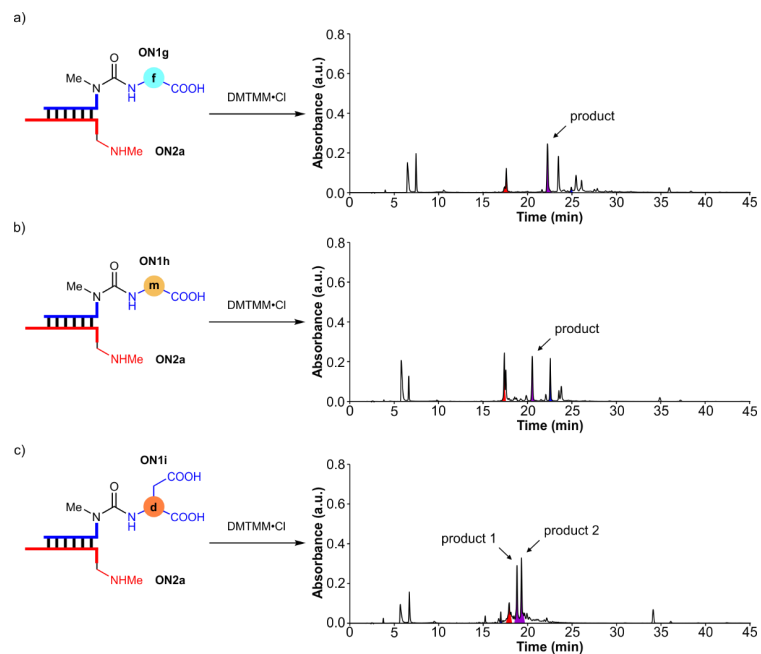 a)
ON1g
Me
N
O
N
H
f
COOH
NHMe
ON2a
DMTMM•Cl
Absorbance (a.u.)
0.8
0.6
0.4
0.2
0.0
product
0 5 10 15 20 25 30 35 40 45
Time (min)
b)
ON1h
Me
N
O
N
H
m
COOH
NHMe
ON2a
DMTMM•Cl
Absorbance (a.u.)
0.8
0.6
0.4
0.2
0.0
product
0 5 10 15 20 25 30 35 40 45
Time (min)
c)
ON1i
COOH
Me
N
O
N
H
d
COOH
NHMe
ON2a
DMTMM•Cl
Absorbance (a.u.)
0.8
0.6
0.4
0.2
0.0
product 1
product 2
0 5 10 15 20 25 30 35 40 45
Time (min)